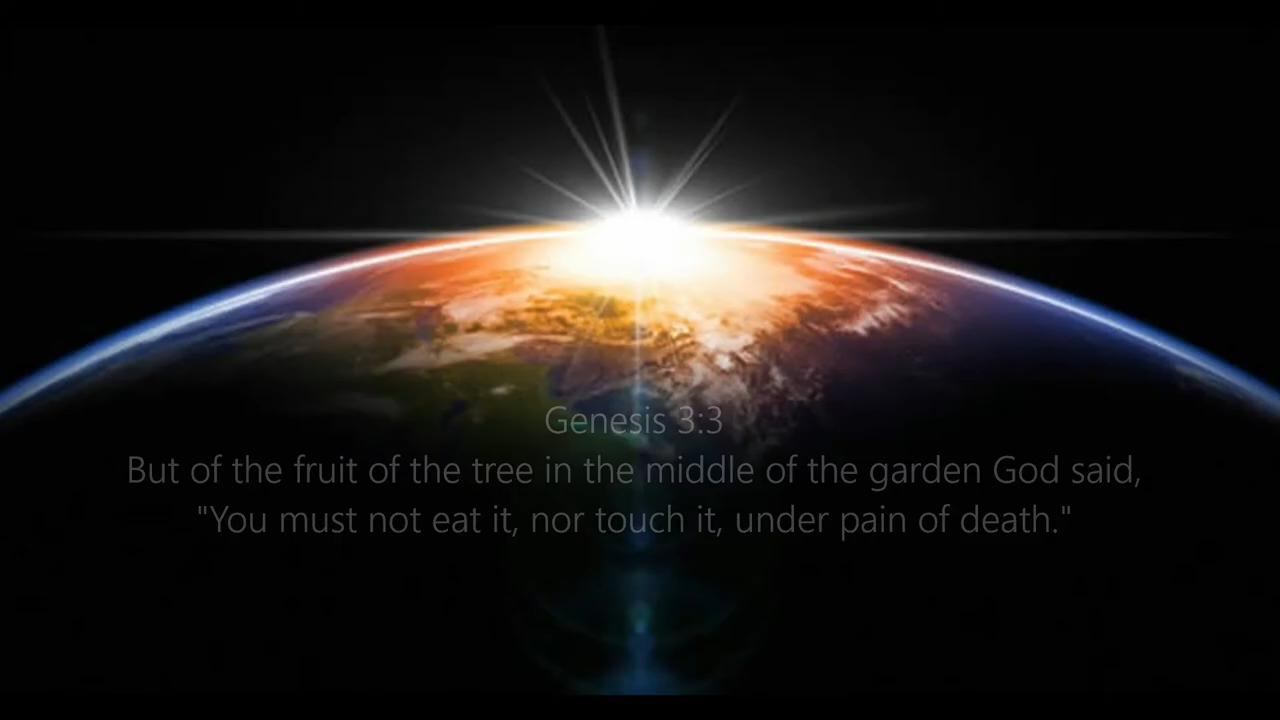 Genesis 3:3
But of the fruit of the tree in the middle of the garden God said,
"You must not eat it, nor touch it, under pain of death."